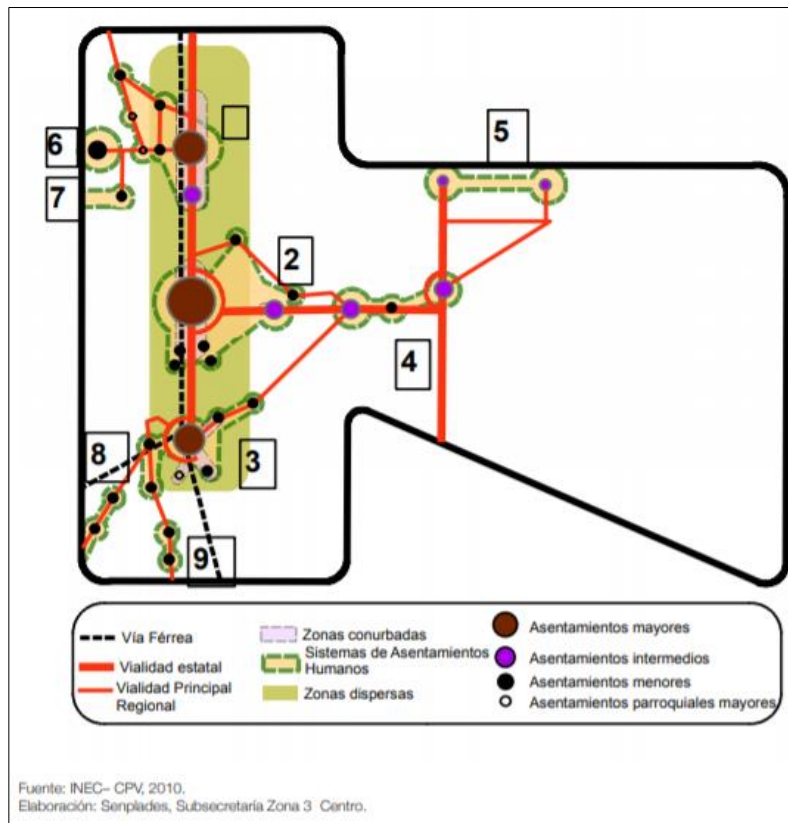 5
6
7
2
4
8
3
9
Vía Férrea
Vialidad estatal
Vialidad Principal
Regional
Zonas conurbadas
Sistemas de Asentamientos
Humanos
Zonas dispersas
Asentamientos mayores
Asentamientos intermedios
Asentamientos menores
Asentamientos parroquiales mayores
Fuente: INEC– CPV, 2010.
Elaboración: Senplades, Subsecretaría Zona 3 Centro.